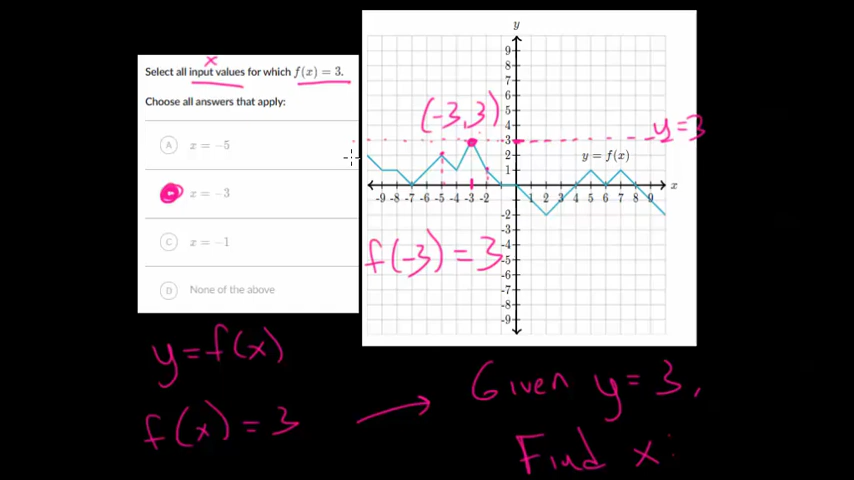 x
Select all input values for which f(x) = 3.
Choose all answers that apply:
A x = −5
x = −3
C x = −1
D None of the above
y
9
8
7
6
5
4
3
2
1
-2
-3
-4
-5
-6
-7
-8
-9
-9 -8 -7 -6 -5 -4 -3 -2 1 2 3 4 5 6 7 8 9
x
(-3,3)
y=3
y = f(x)
f(-3) = 3
y=f(x)
f(x) = 3
Given y=3,
Find x: